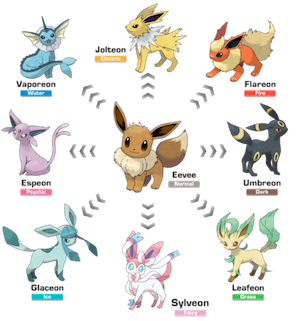 Jolteon
Electric
Vaporeon
Water
Flareon
Fire
Espeon
Psychic
Eevee
Normal
Umbreon
Dark
Glaceon
Ice
Sylveon
Fairy
Leafeon
Grass